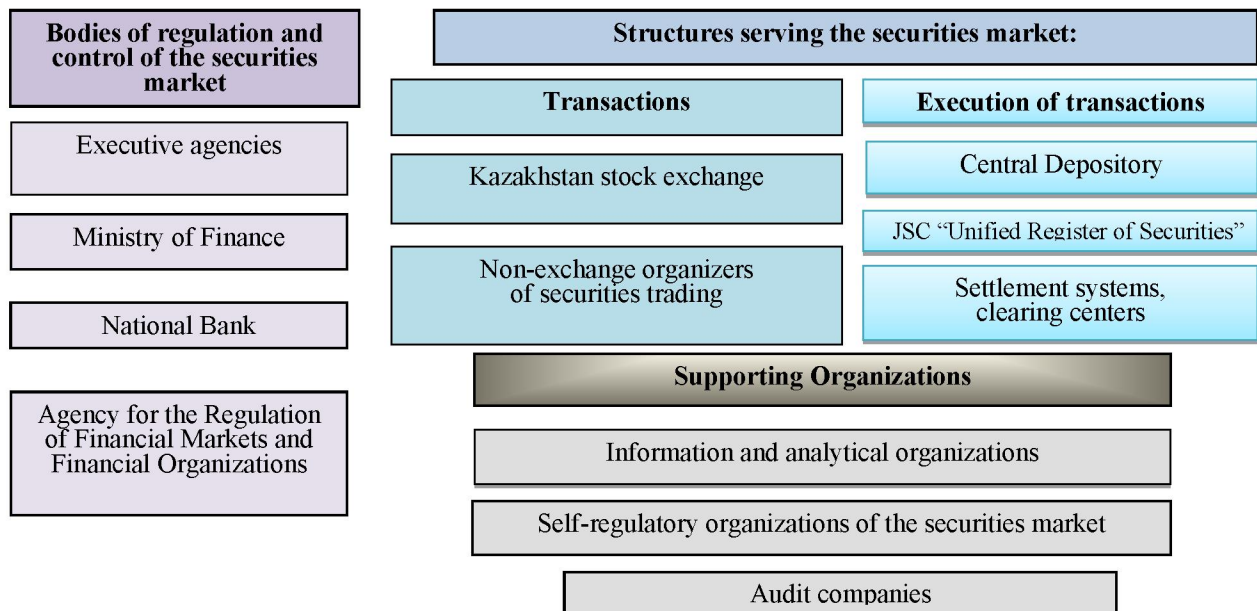 Bodies of regulation and
control of the securities
market
Executive agencies
Ministry of Finance
National Bank
Agency for the Regulation
of Financial Markets and
Financial Organizations
Structures serving the securities market:
Transactions
Kazakhstan stock exchange
Non-exchange organizers
of securities trading
Execution of transactions
Central Depository
JSC “Unified Register of Securities”
Settlement systems,
clearing centers
Supporting Organizations
Information and analytical organizations
Self-regulatory organizations of the securities market
Audit companies